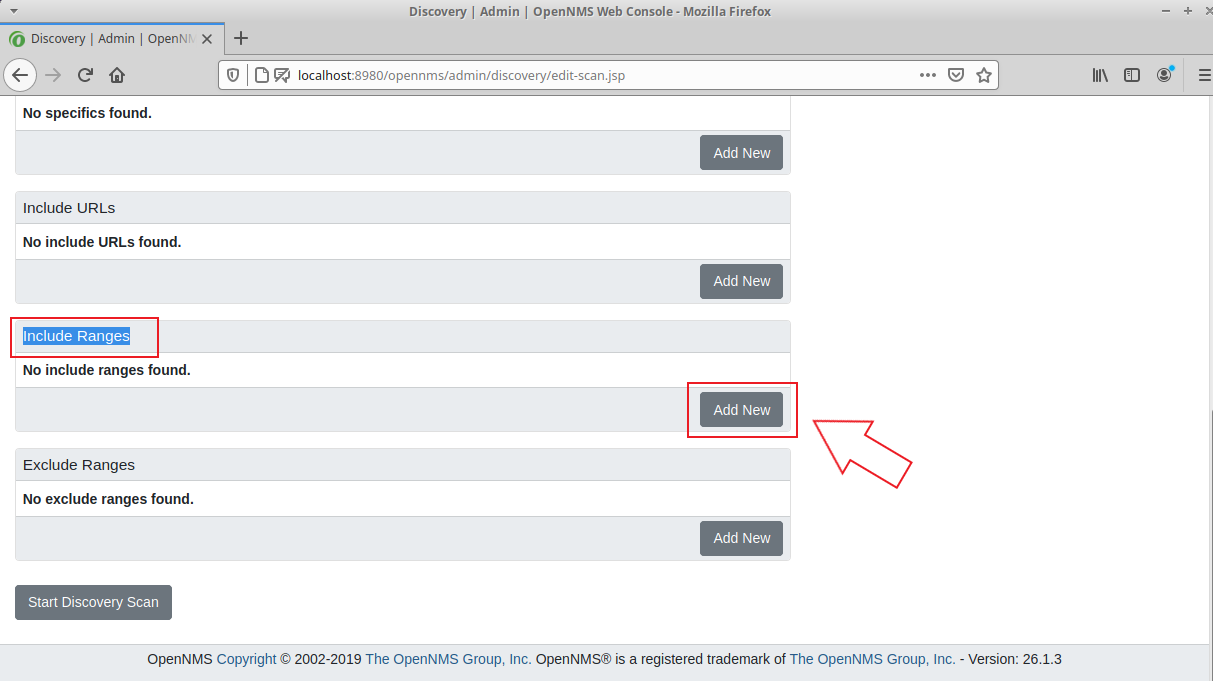 Discovery | Admin | OpenNMS Web Console - Mozilla Firefox
Discovery | Admin | OpenNM
localhost:8980/opennms/admin/discovery/edit-scan.jsp
No specifics found.
Add New
Include URLs
No include URLs found.
Add New
Include Ranges
No include ranges found.
Add New
Exclude Ranges
No exclude ranges found.
Add New
Start Discovery Scan
OpenNMS Copyright © 2002-2019 The OpenNMS Group, Inc. OpenNMS® is a registered trademark of The OpenNMS Group, Inc. - Version: 26.1.3